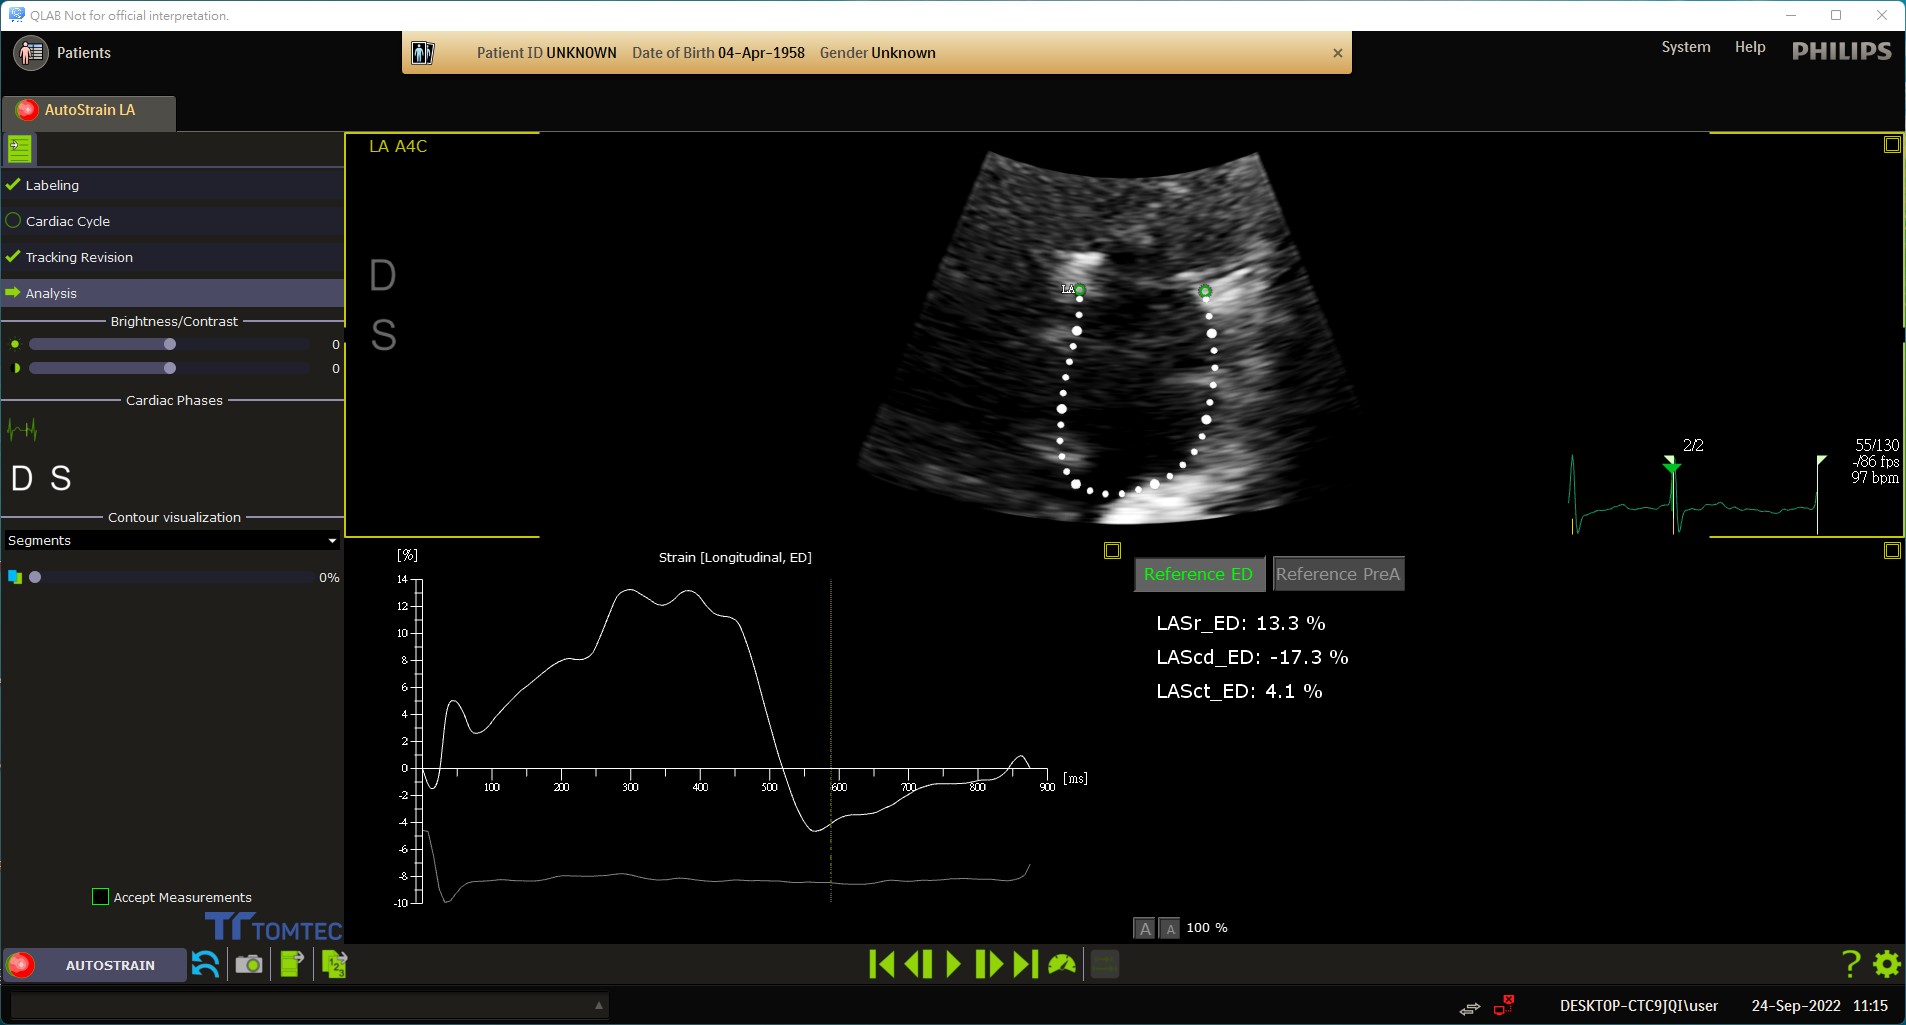 QLAB Not for official interpretation.
Patients
Patient ID UNKNOWN Date of Birth 04-Apr-1958 Gender Unknown
System Help PHILIPS
AutoStrain LA
Labeling
Cardiac Cycle
Tracking Revision
Analysis
Brightness/Contrast
0
0
Cardiac Phases
D S
Contour visualization
Segments
0%
Accept Measurements
TOMTEC
LA A4C
D
S
LA
2/2
55/130
-/86 fps
97 bpm
[%]
Strain [Longitudinal, ED]
14
12
10
8
6
4
2
0
-2
-4
-6
-8
-10
100 200 300 400 500 600 700 800 900 [ms]
Reference ED Reference PreA
LASr_ED: 13.3 %
LAScd_ED: -17.3 %
LASct_ED: 4.1 %
A A 100 %
AUTOSTRAIN
1 2 3
?
DESKTOP-CTC9JQI\user 24-Sep-2022 11:15